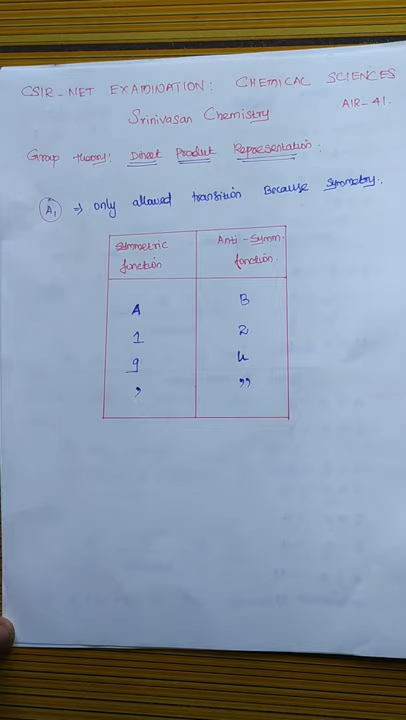 CSIR-NET EXAMINATION: CHEMICAL SCIENCES
Srinivasan Chemistry AIR-41
Group theory: Direct Product Representation:
A1 ⇒ only allowed transition Because Symmetry.
Symmetric function Anti-Symm. function.
A B
1 2
g u
' ''